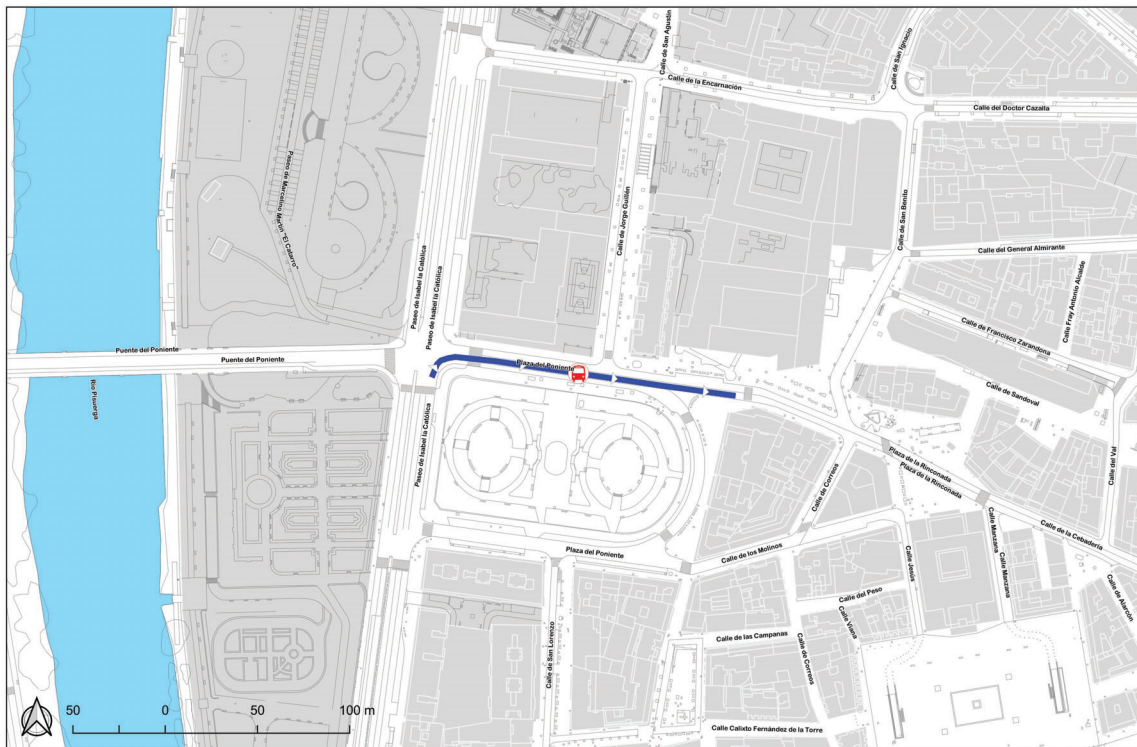 Calle de San Agustín
Calle de San Ignacio
Calle de la Encarnación
Calle del Doctor Cazalla
Paseo de Marcelino Martín "El Catarro"
Calle de Jorge Guillén
Calle de San Benito
Calle del General Almirante
Paseo de Isabel la Católica
Paseo de Isabel la Católica
Calle Fray Antonio Alcalde
Calle de Francisco Zarandona
Puente del Poniente
Puente del Poniente
Plaza del Poniente
Río Pisuerga
Calle de Sandoval
Paseo de Isabel la Católica
Plaza de la Rinconada
Plaza de la Rinconada
Calle del Val
Calle de Correos
Calle Manzana
Calle Manzana
Calle de la Cebadería
Plaza del Poniente
Calle de los Molinos
Calle Jesús
Calle de Alarcón
Calle del Peso
Calle Viana
Calle de las Campanas
Calle de Correos
Calle de San Lorenzo
Calle Calixto Fernández de la Torre
50 0 50 100 m